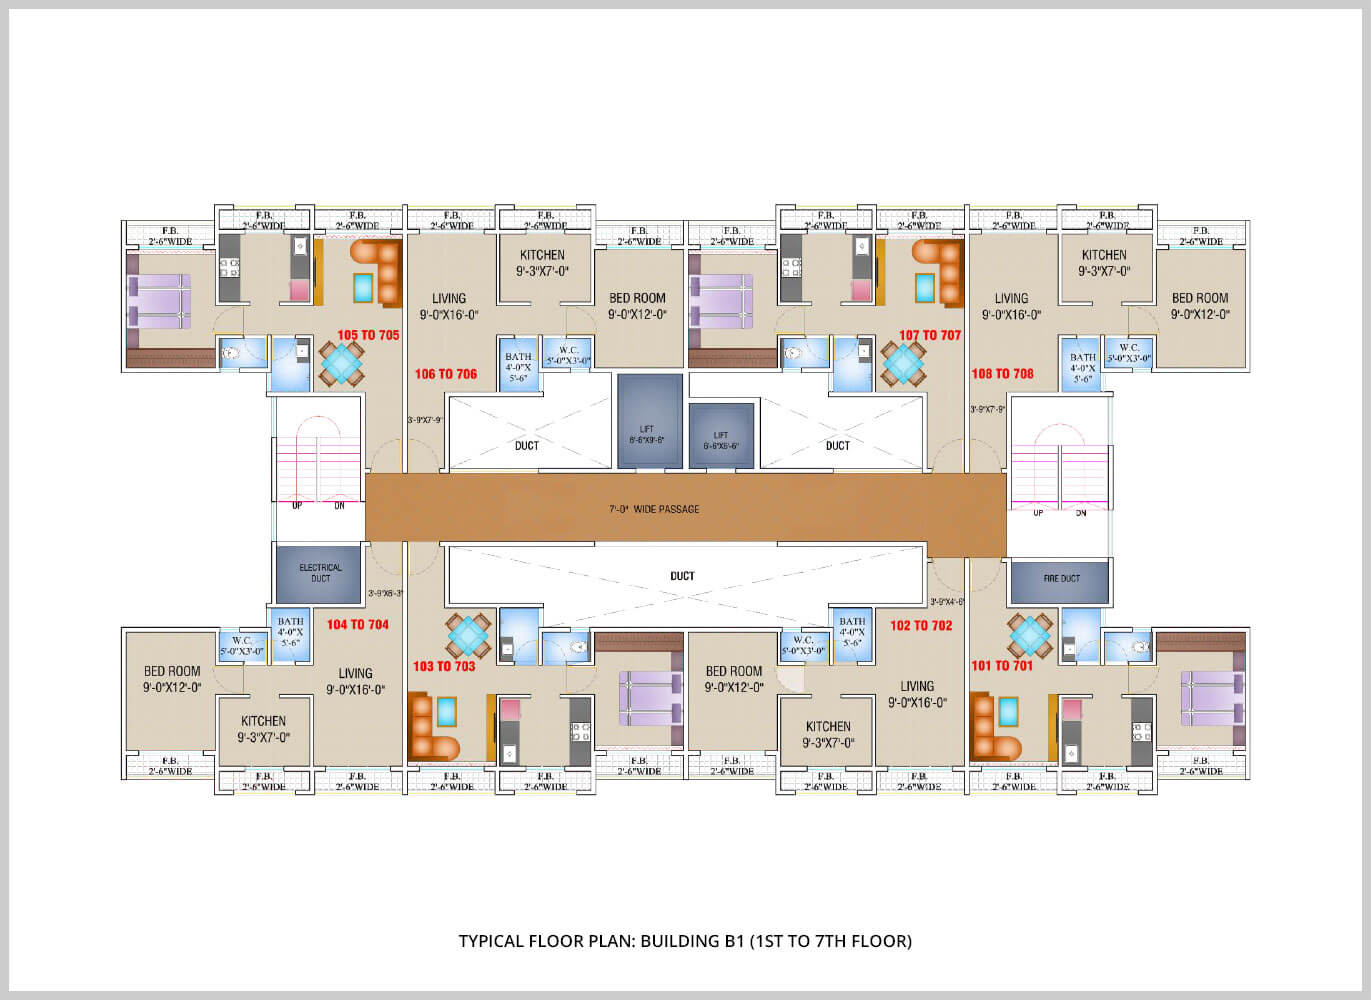 F.B.
2'-6"WIDE
F.B.
2'-6"WIDE
F.B.
2'-6"WIDE
F.B.
2'-6"WIDE
F.B.
2'-6"WIDE
F.B.
2'-6"WIDE
F.B.
2'-6"WIDE
F.B.
2'-6"WIDE
F.B.
2'-6"WIDE
F.B.
2'-6"WIDE
F.B.
2'-6"WIDE
F.B.
2'-6"WIDE
KITCHEN
9'-3"X7'-0"
KITCHEN
9'-3"X7'-0"
LIVING
9'-0"X16'-0"
BED ROOM
9'-0"X12'-0"
LIVING
9'-0"X16'-0"
BED ROOM
9'-0"X12'-0"
105 TO 705
107 TO 707
W.C.
5'-0"X3'-0"
W.C.
5'-0"X3'-0"
BATH
4'-0"X
5'-6"
BATH
4'-0"X
5'-6"
106 TO 706
108 TO 708
3'-9"X7'-9"
3'-9"X7'-9"
LIFT
6'-6"X9'-6"
LIFT
6'-6"X6'-6"
DUCT
DUCT
UP
DN
7'-0" WIDE PASSAGE
UP
DN
ELECTRICAL
DUCT
DUCT
FIRE DUCT
3'-9"X6'-3"
3'-9"X4'-6"
BATH
4'-0"X
5'-6"
104 TO 704
BATH
4'-0"X
5'-6"
102 TO 702
W.C.
5'-0"X3'-0"
W.C.
5'-0"X3'-0"
103 TO 703
101 TO 701
BED ROOM
9'-0"X12'-0"
LIVING
9'-0"X16'-0"
BED ROOM
9'-0"X12'-0"
LIVING
9'-0"X16'-0"
KITCHEN
9'-3"X7'-0"
KITCHEN
9'-3"X7'-0"
F.B.
2'-6"WIDE
F.B.
2'-6"WIDE
F.B.
2'-6"WIDE
F.B.
2'-6"WIDE
F.B.
2'-6"WIDE
F.B.
2'-6"WIDE
F.B.
2'-6"WIDE
F.B.
2'-6"WIDE
F.B.
2'-6"WIDE
F.B.
2'-6"WIDE
F.B.
2'-6"WIDE
F.B.
2'-6"WIDE
TYPICAL FLOOR PLAN: BUILDING B1 (1ST TO 7TH FLOOR)